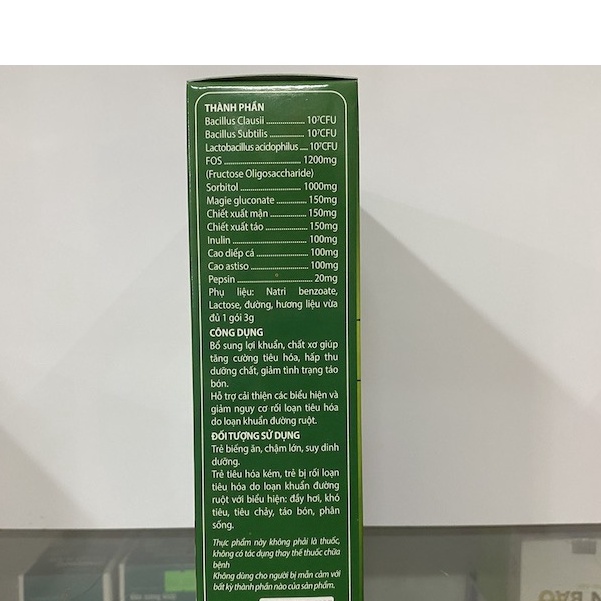 THÀNH PHẦN
Bacillus Clausii .................. 10⁷CFU
Bacillus Subtilis ................ 10⁷CFU
Lactobacillus acidophilus .... 10⁷CFU
FOS .................................... 1200mg
(Fructose Oligosaccharide)
Sorbitol ............................ 1000mg
Magie gluconate .............. 150mg
Chiết xuất mận ................. 150mg
Chiết xuất táo ................... 150mg
Inulin ................................. 100mg
Cao diếp cá ....................... 100mg
Cao astiso .......................... 100mg
Pepsin .................................. 20mg
Phụ liệu: Natri benzoate,
Lactose, đường, hương liệu vừa
đủ 1 gói 3g
CÔNG DỤNG
Bổ sung lợi khuẩn, chất xơ giúp
tăng cường tiêu hóa, hấp thu
dưỡng chất, giảm tình trạng táo
bón.
Hỗ trợ cải thiện các biểu hiện và
giảm nguy cơ rối loạn tiêu hóa
do loạn khuẩn đường ruột.
ĐỐI TƯỢNG SỬ DỤNG
Trẻ biếng ăn, chậm lớn, suy dinh
dưỡng.
Trẻ tiêu hóa kém, trẻ bị rối loạn
tiêu hóa do loạn khuẩn đường
ruột với biểu hiện: đầy hơi, khó
tiêu, tiêu chảy, táo bón, phân
sống.
Thực phẩm này không phải là thuốc,
không có tác dụng thay thế thuốc chữa
bệnh
Không dùng cho người bị mẫn cảm với
bất kỳ thành phần nào của sản phẩm.